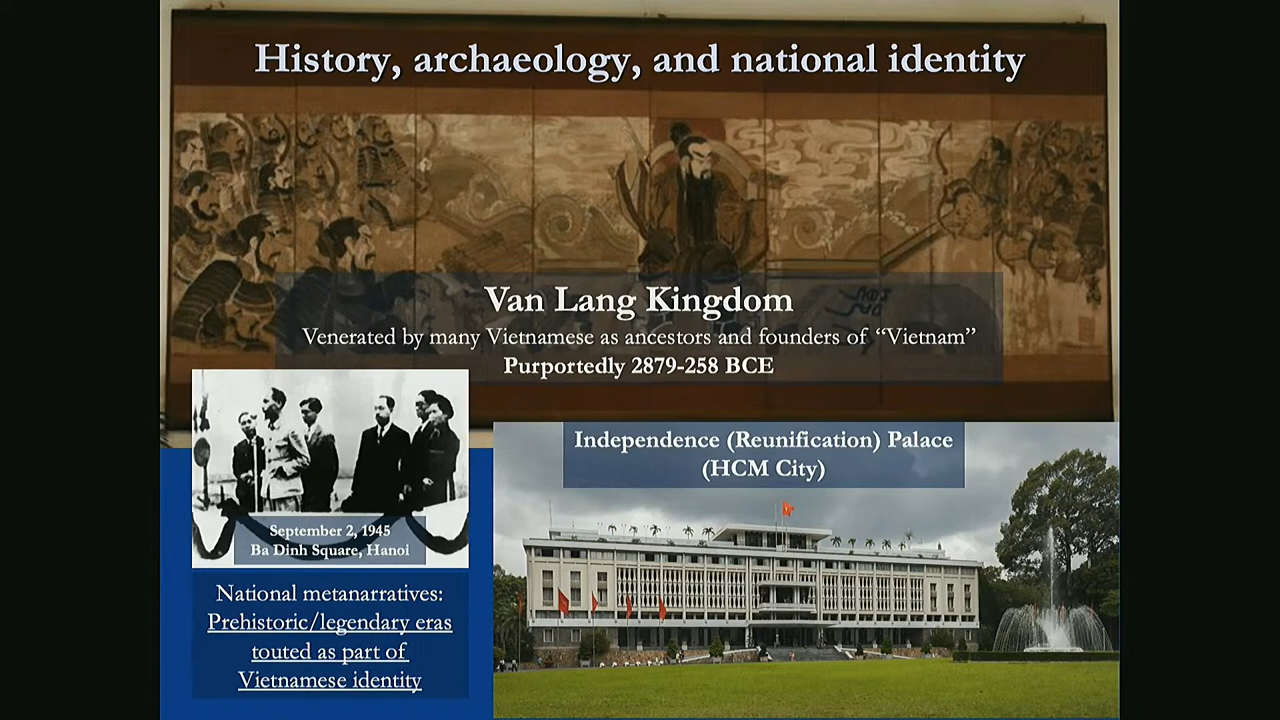 History, archaeology, and national identity
Van Lang Kingdom
Venerated by many Vietnamese as ancestors and founders of “Vietnam”
Purportedly 2879-258 BCE
Independence (Reunification) Palace
(HCM City)
September 2, 1945
Ba Dinh Square, Hanoi
National metanarratives:
Prehistoric/legendary eras
touted as part of
Vietnamese identity